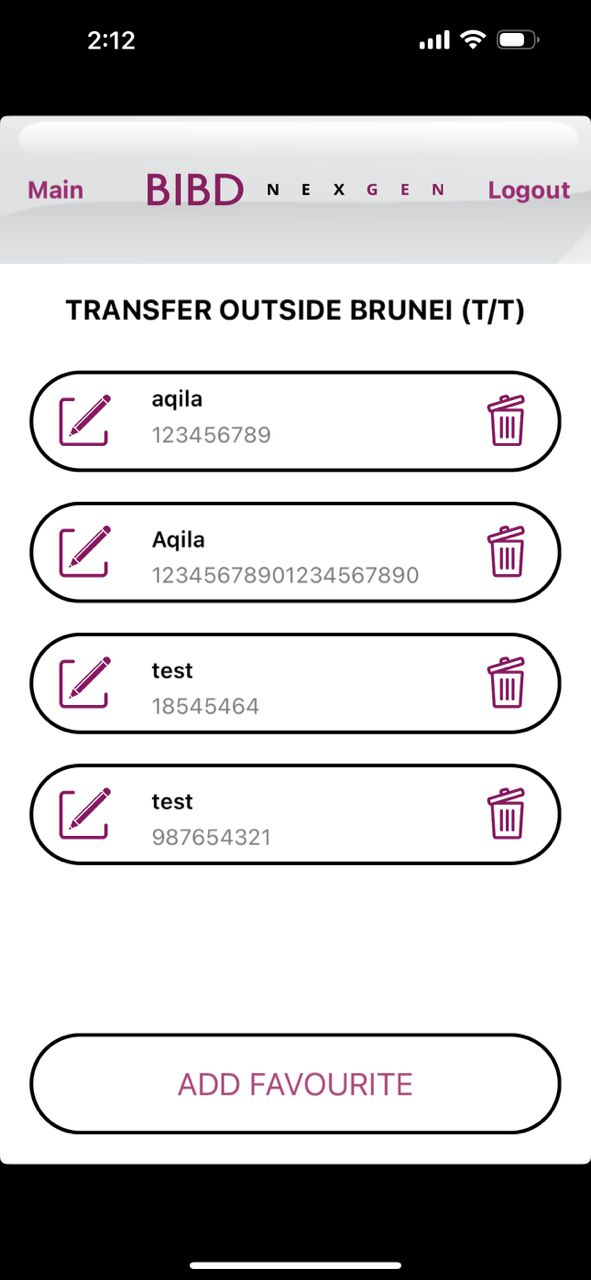 2:12
Main BIBD NEXGEN Logout
TRANSFER OUTSIDE BRUNEI (T/T)
aqila
123456789
Aqila
12345678901234567890
test
18545464
test
987654321
ADD FAVOURITE